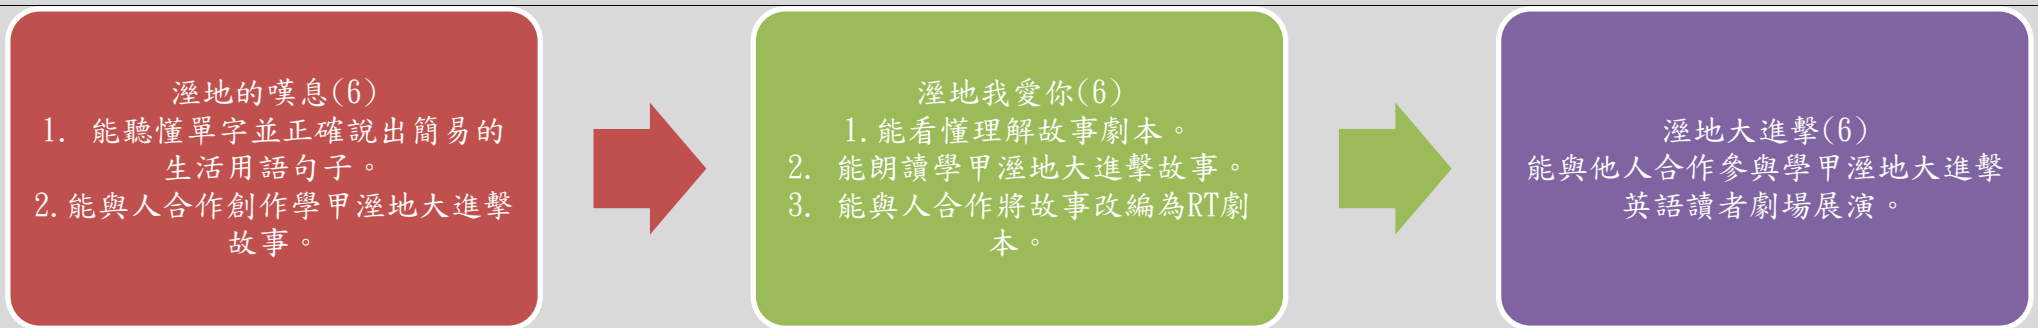 溼地的嘆息(6)
1. 能聽懂單字並正確說出簡易的
生活用語句子。
2.能與人合作創作學甲溼地大進擊
故事。
溼地我愛你(6)
1.能看懂理解故事劇本。
2. 能朗讀學甲溼地大進擊故事。
3. 能與人合作將故事改編為RT劇
本。
溼地大進擊(6)
能與他人合作參與學甲溼地大進擊
英語讀者劇場展演。